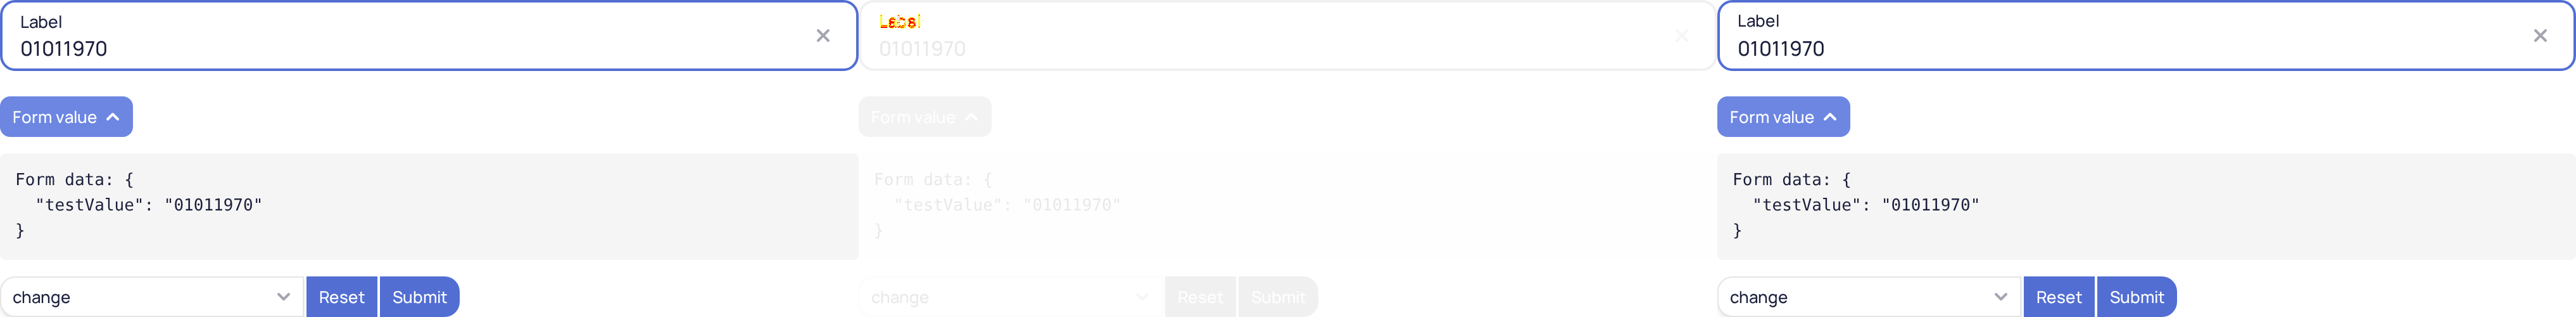 Label
01011970
Form value
Form data: {
  "testValue": "01011970"
}
change
Reset
Submit
Label
01011970
Form value
Form data: {
  "testValue": "01011970"
}
change
Reset
Submit
Label
01011970
Form value
Form data: {
  "testValue": "01011970"
}
change
Reset
Submit